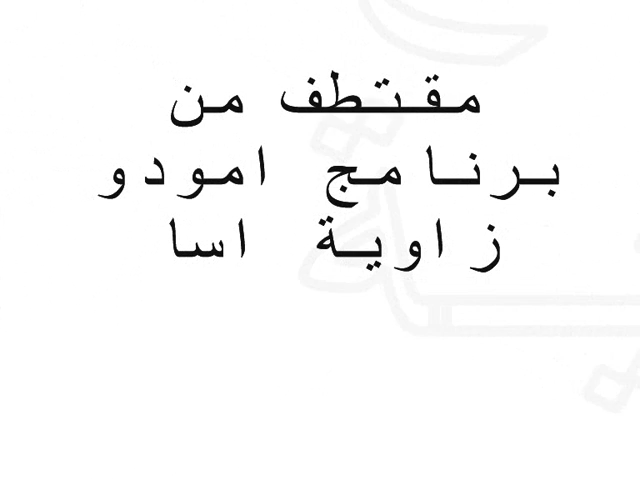 مقتطف من
برنامج امودو
زاوية اسا